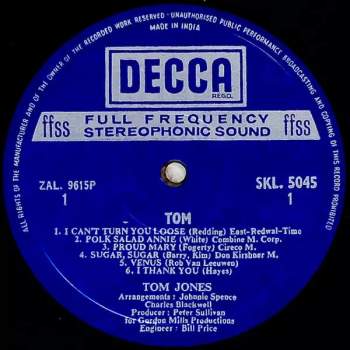 ALL RIGHTS OF THE MANUFACTURER AND OF THE OWNER OF THE RECORDED WORK RESERVED. UNAUTHORISED PUBLIC PERFORMANCE BROADCASTING AND COPYING OF THIS RECORD PROHIBITED
MADE IN INDIA
DECCA
REGD.
ffss FULL FREQUENCY STEREOPHONIC SOUND ffss
ZAL. 9615P SKL. 5045
1 1
TOM
1. I CAN'T TURN YOU LOOSE (Redding) East-Redwal-Time
2. POLK SALAD ANNIE (White) Combine M. Corp.
3. PROUD MARY (Fogerty) Cireco M.
4. SUGAR, SUGAR (Barry, Kim) Don Kirshner M.
5. VENUS (Rob Van Leeuwen)
6. I THANK YOU (Hayes)
TOM JONES
Arrangements : Johnnie Spence
Charles Blackwell
Producer : Peter Sullivan
for Gordon Mills Productions
Engineer : Bill Price